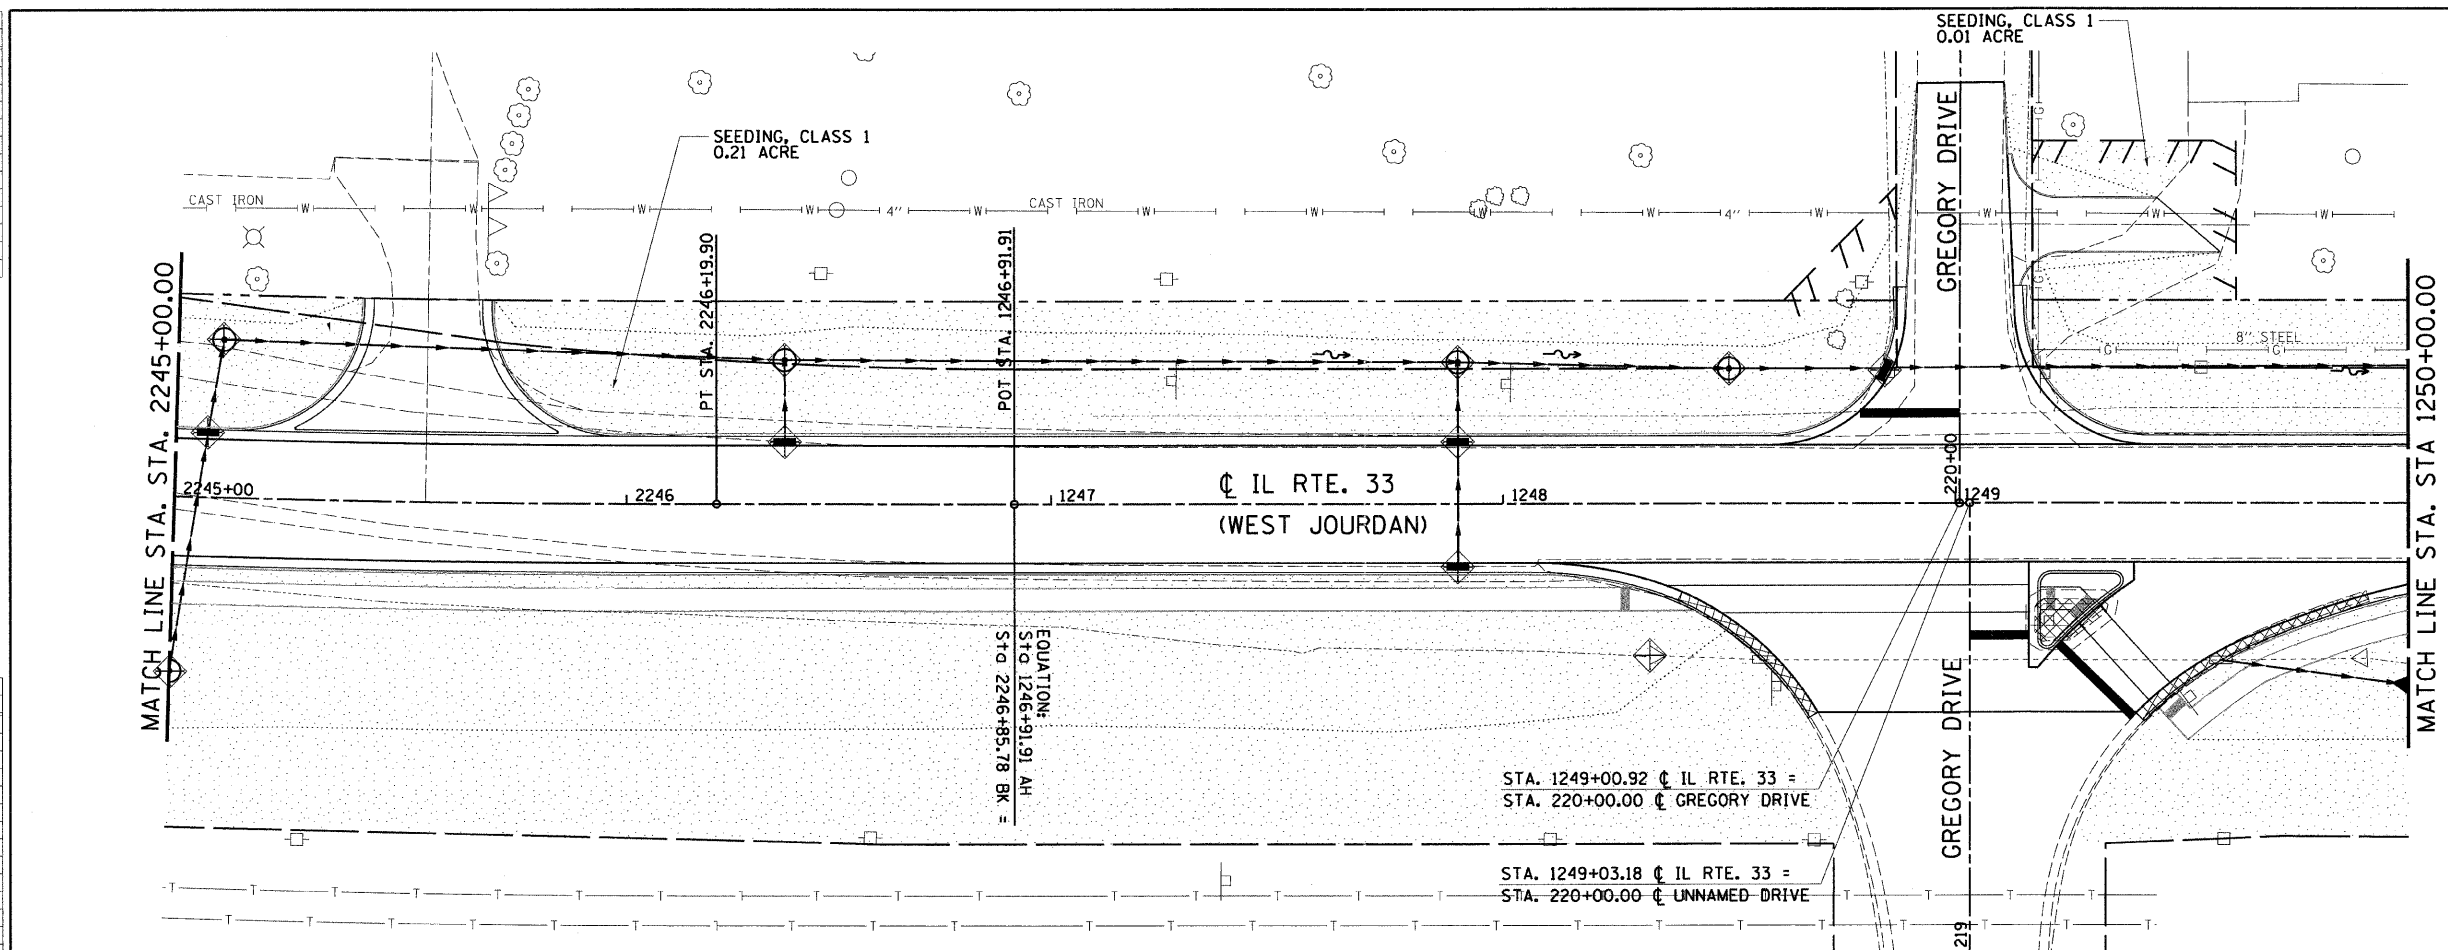 SEEDING, CLASS 1
0.01 ACRE
SEEDING, CLASS 1
0.21 ACRE
CAST IRON
W
W
W
W
4"
W
CAST IRON
W
W
W
W
4"
W
W
W
W
GREGORY DRIVE
G
G
8" STEEL
G
G
MATCH LINE STA. STA. 2245+00.00
PT STA. 2246+19.90
POT STA. 1246+91.91
MATCH LINE STA. STA 1250+00.00
2245+00
2246
1247
℄ IL RTE. 33
(WEST JOURDAN)
1248
220+00
1249
EQUATION:
Sta 1246+91.91 AH
Sta 2246+85.78 BK =
GREGORY DRIVE
STA. 1249+00.92 ℄ IL RTE. 33 =
STA. 220+00.00 ℄ GREGORY DRIVE
STA. 1249+03.18 ℄ IL RTE. 33 =
STA. 220+00.00 ℄ UNNAMED DRIVE
219
T T T T T T T T T T T T T T T T T T T T T T T T
T T T T T T T T T T T T T T T T T T T T T T T T